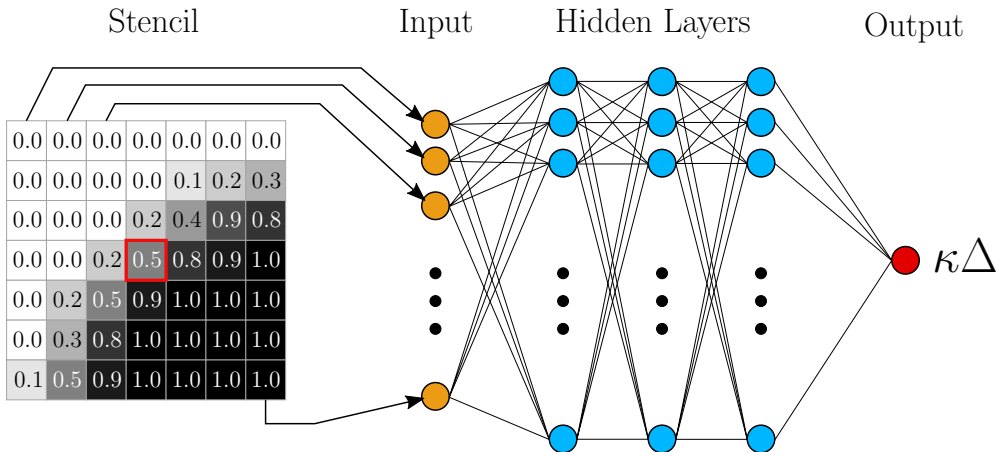 Stencil Input Hidden Layers Output
0.0 0.0 0.0 0.0 0.0 0.0 0.0
0.0 0.0 0.0 0.0 0.1 0.2 0.3
0.0 0.0 0.0 0.2 0.4 0.9 0.8
0.0 0.0 0.2 0.5 0.8 0.9 1.0
κΔ
0.0 0.2 0.5 0.9 1.0 1.0 1.0
0.0 0.3 0.8 1.0 1.0 1.0 1.0
0.1 0.5 0.9 1.0 1.0 1.0 1.0